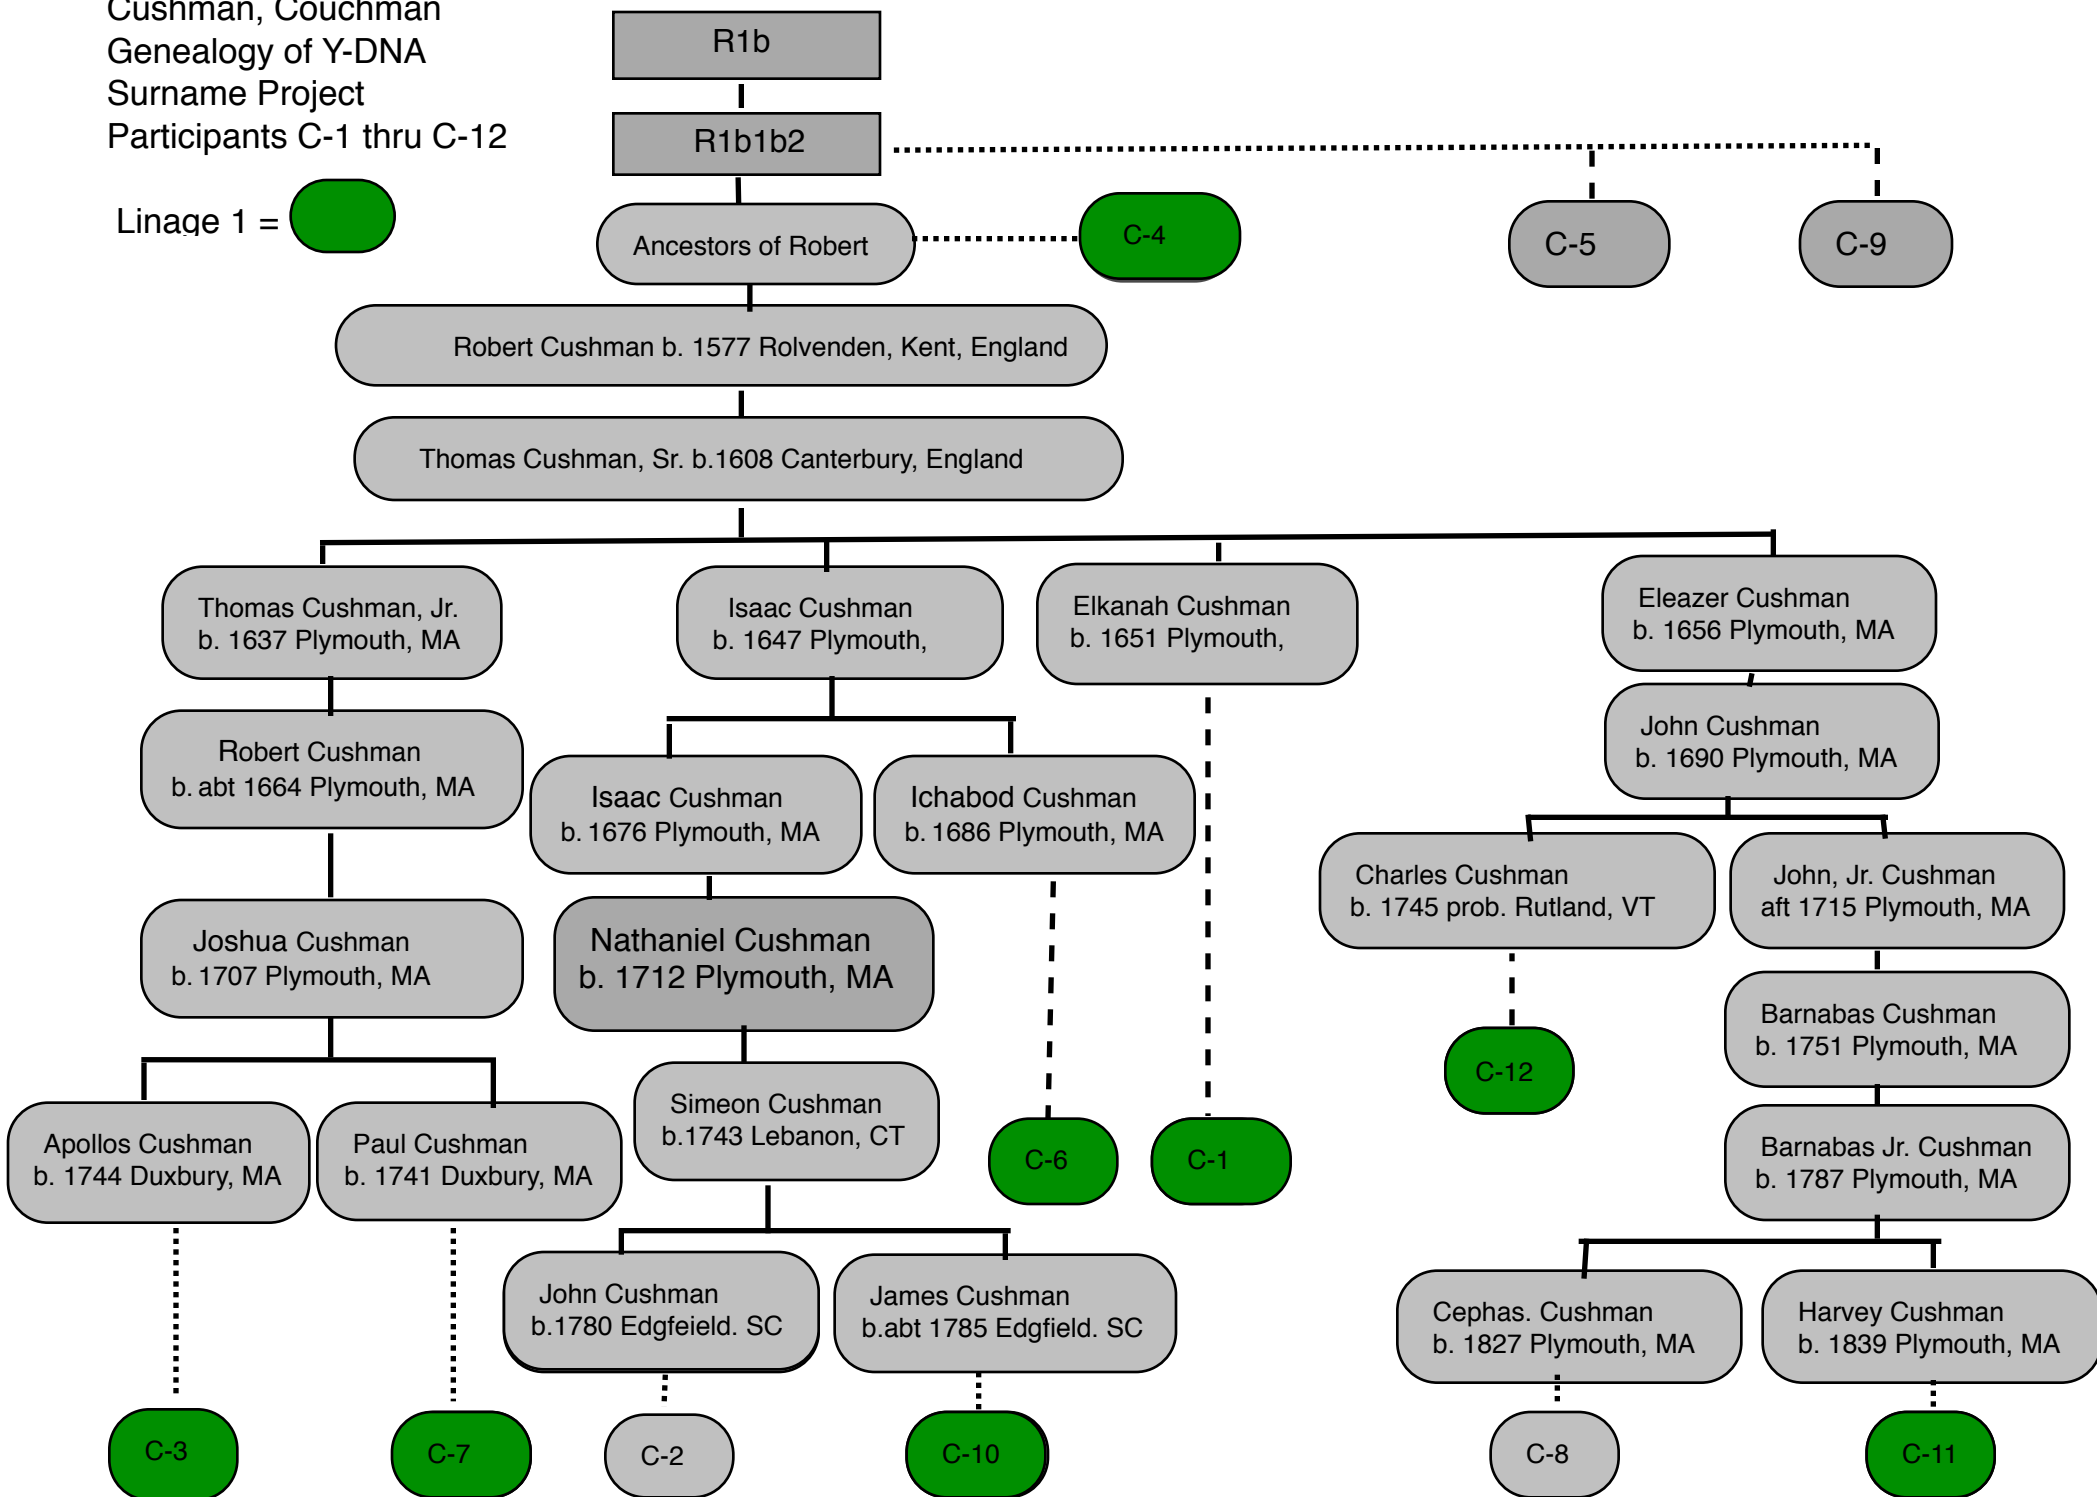 Cushman, Couchman
Genealogy of Y-DNA
Surname Project
Participants C-1 thru C-12
Linage 1 =
R1b
R1b1b2
Ancestors of Robert
C-4
C-5
C-9
Robert Cushman b. 1577 Rolvenden, Kent, England
Thomas Cushman, Sr. b.1608 Canterbury, England
Thomas Cushman, Jr.
b. 1637 Plymouth, MA
Isaac Cushman
b. 1647 Plymouth,
Elkanah Cushman
b. 1651 Plymouth,
Eleazer Cushman
b. 1656 Plymouth, MA
Robert Cushman
b. abt 1664 Plymouth, MA
Isaac Cushman
b. 1676 Plymouth, MA
Ichabod Cushman
b. 1686 Plymouth, MA
John Cushman
b. 1690 Plymouth, MA
Charles Cushman
b. 1745 prob. Rutland, VT
John, Jr. Cushman
aft 1715 Plymouth, MA
Joshua Cushman
b. 1707 Plymouth, MA
Nathaniel Cushman
b. 1712 Plymouth, MA
Barnabas Cushman
b. 1751 Plymouth, MA
C-12
Apollos Cushman
b. 1744 Duxbury, MA
Paul Cushman
b. 1741 Duxbury, MA
Simeon Cushman
b.1743 Lebanon, CT
C-6
C-1
Barnabas Jr. Cushman
b. 1787 Plymouth, MA
John Cushman
b.1780 Edgfeield. SC
James Cushman
b.abt 1785 Edgfield. SC
Cephas. Cushman
b. 1827 Plymouth, MA
Harvey Cushman
b. 1839 Plymouth, MA
C-3
C-7
C-2
C-10
C-8
C-11